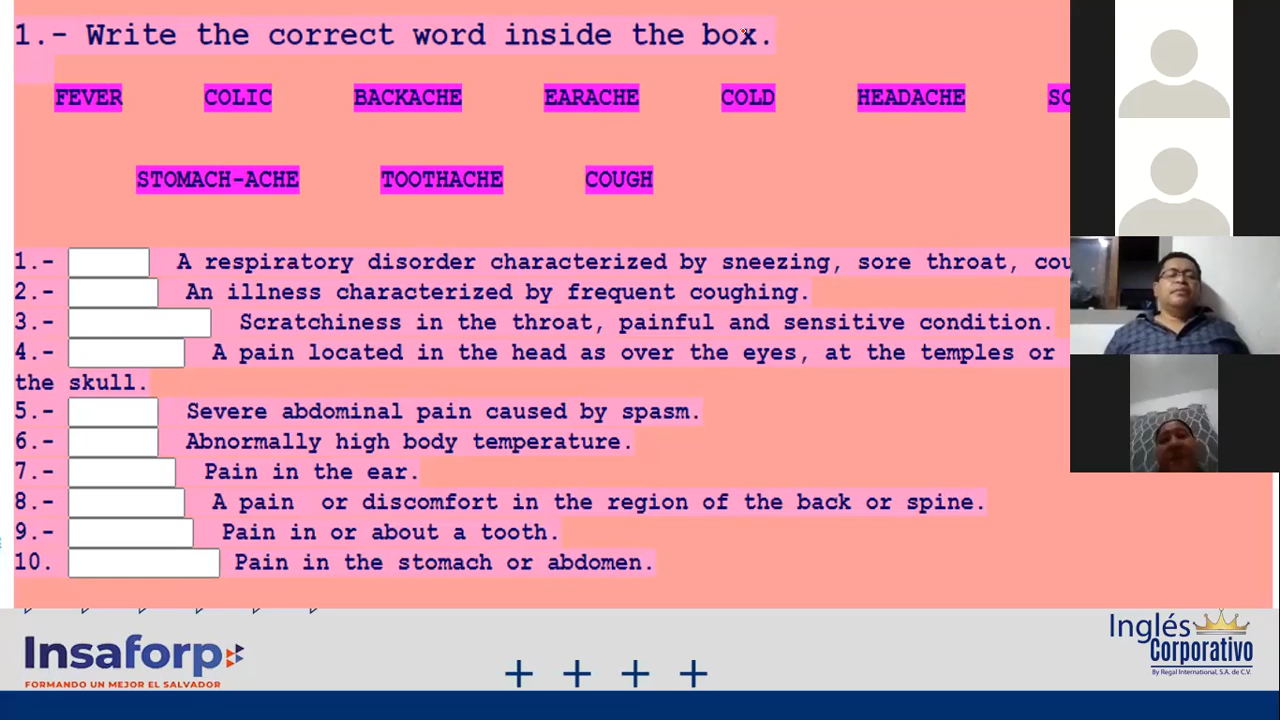 1.- Write the correct word inside the box.
FEVER COLIC BACKACHE EARACHE COLD HEADACHE
STOMACH-ACHE TOOTHACHE COUGH
1.- A respiratory disorder characterized by sneezing, sore throat,
2.- An illness characterized by frequent coughing.
3.- Scratchiness in the throat, painful and sensitive condition.
4.- A pain located in the head as over the eyes, at the temples or
the skull.
5.- Severe abdominal pain caused by spasm.
6.- Abnormally high body temperature.
7.- Pain in the ear.
8.- A pain or discomfort in the region of the back or spine.
9.- Pain in or about a tooth.
10. Pain in the stomach or abdomen.
Insaforp
FORMANDO UN MEJOR EL SALVADOR
Inglés
Corporativo
By Regal International, S.A. de C.V.